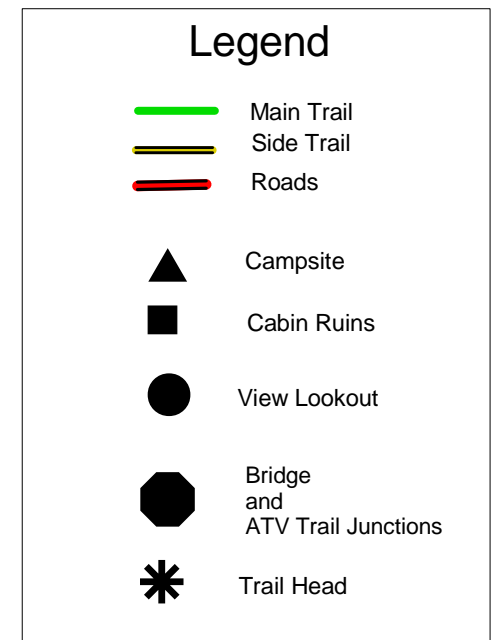 Legend
Main Trail
Side Trail
Roads
Campsite
Cabin Ruins
View Lookout
Bridge
and
ATV Trail Junctions
Trail Head